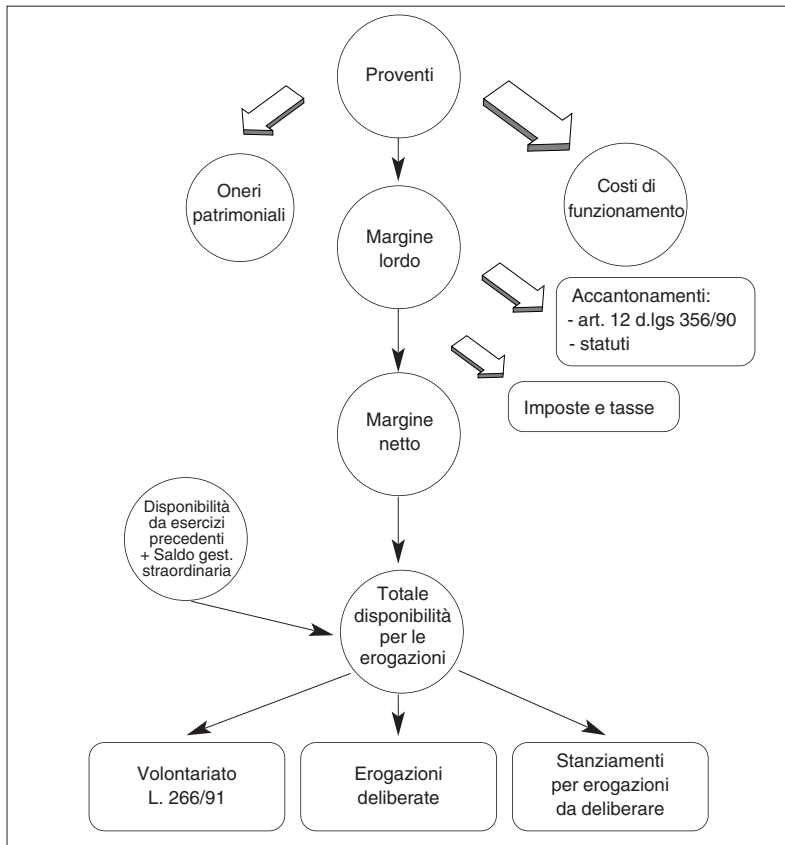 Proventi
Oneri
patrimoniali
Costi di
funzionamento
Margine
lordo
Accantonamenti:
- art. 12 d.lgs 356/90
- statuti
Imposte e tasse
Margine
netto
Disponibilità
da esercizi
precedenti
+ Saldo gest.
straordinaria
Totale
disponibilità
per le
erogazioni
Volontariato
L. 266/91
Erogazioni
deliberate
Stanziamenti
per erogazioni
da deliberare